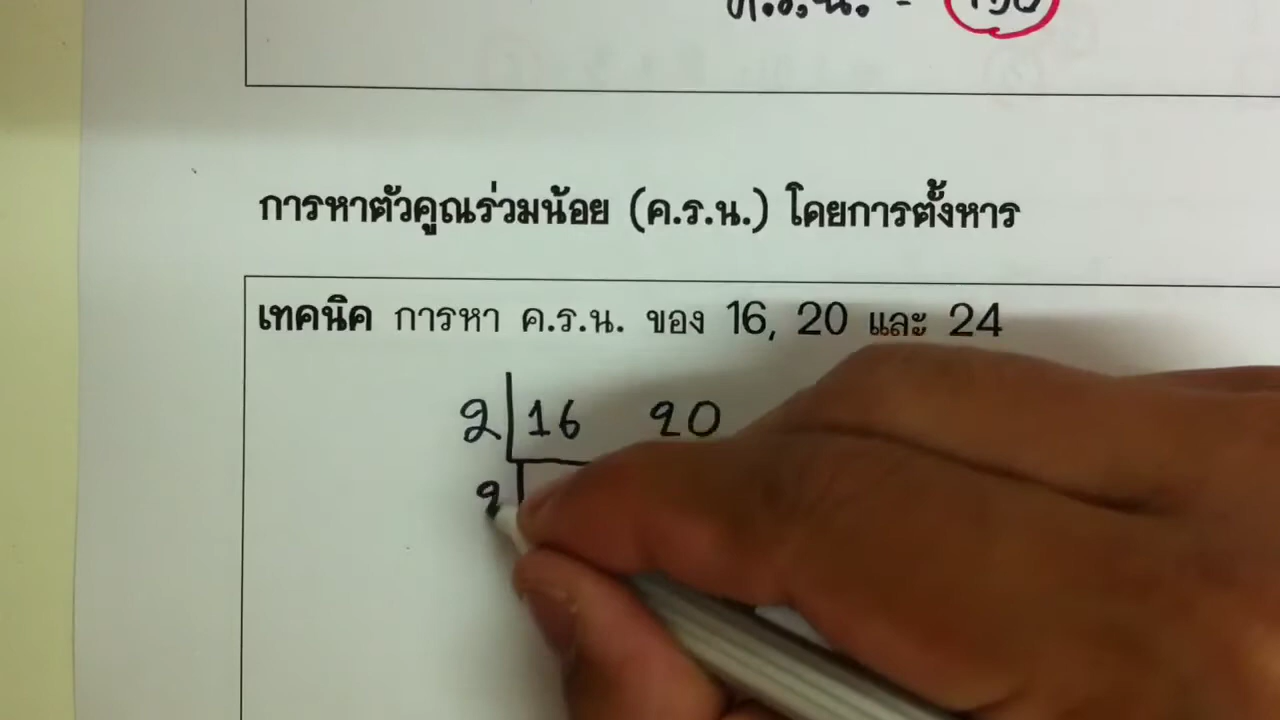 การหาตัวคูณร่วมน้อย (ค.ร.น.) โดยการตั้งหาร
เทคนิค การหา ค.ร.น. ของ 16, 20 และ 24
2 16 20
2